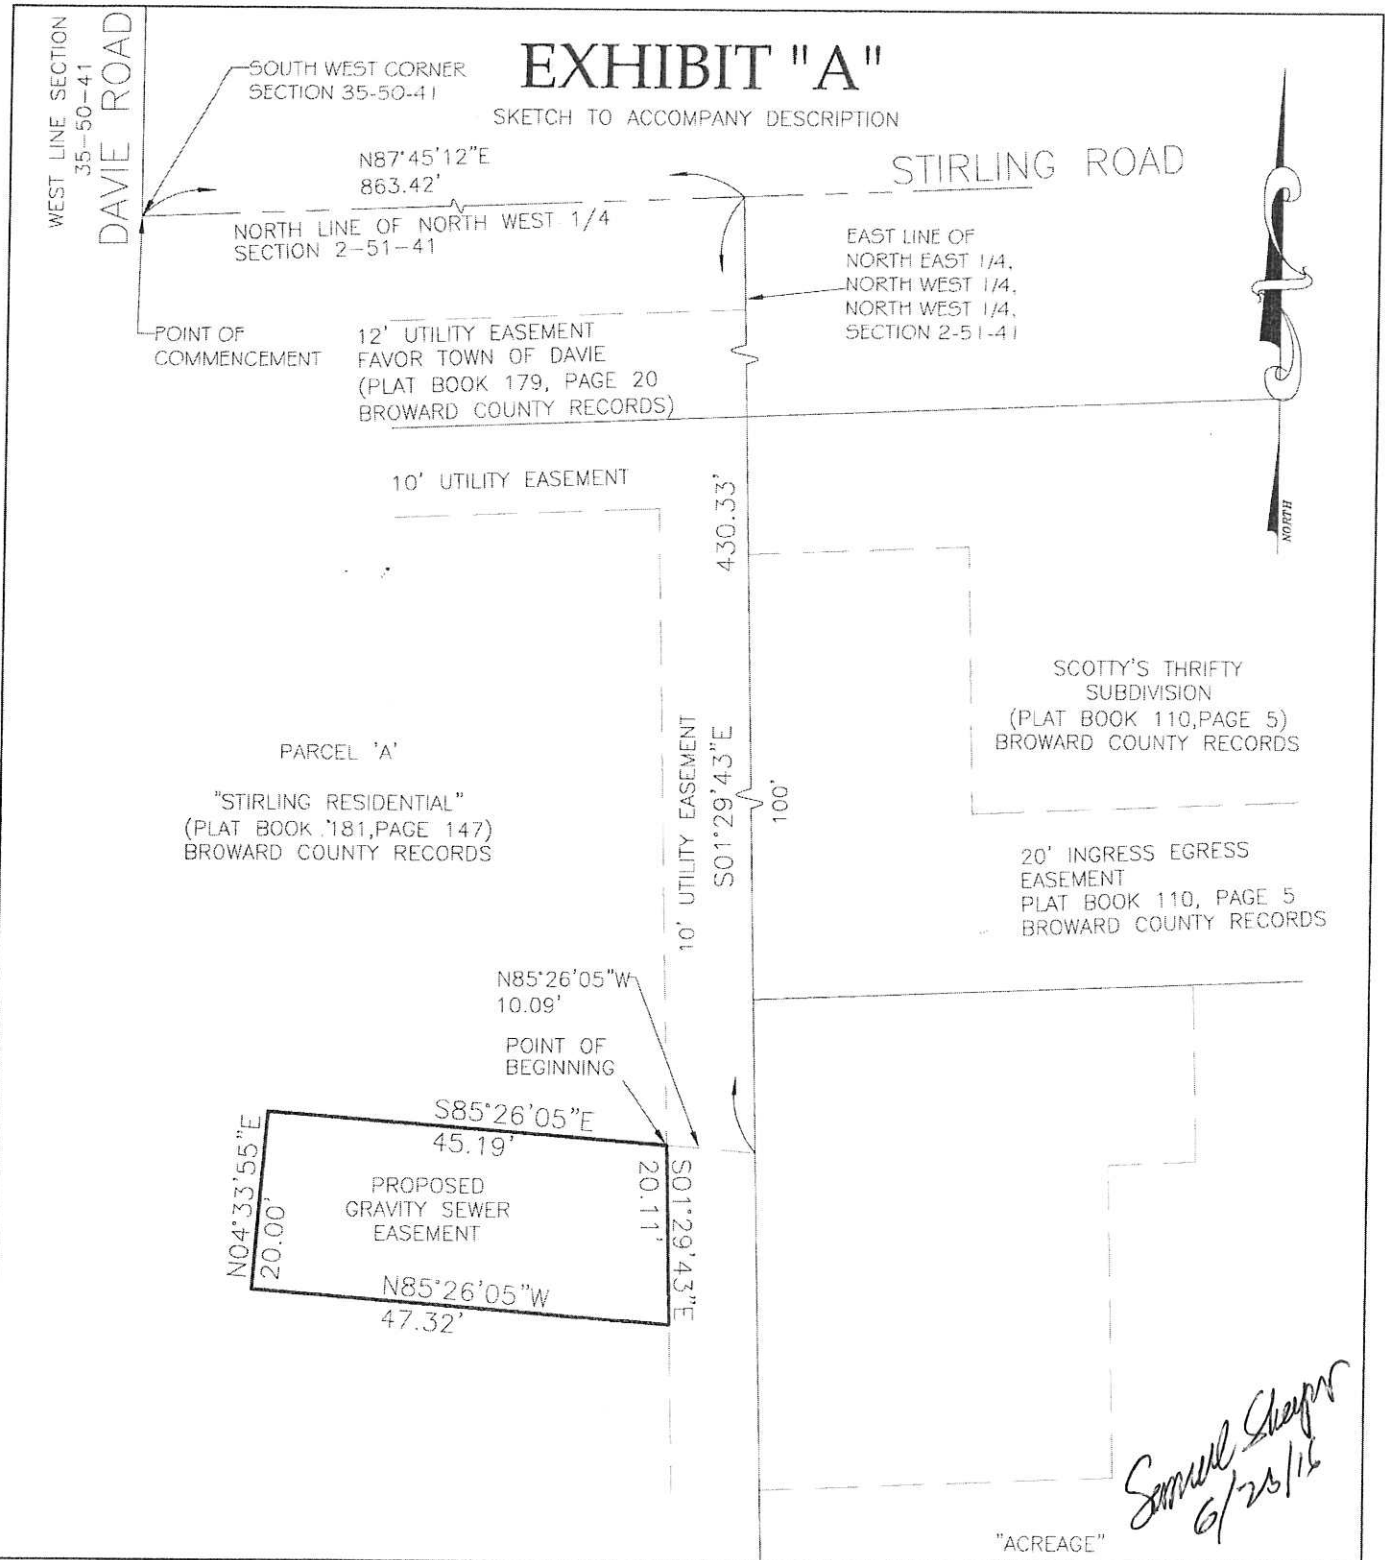 WEST LINE SECTION
35-50-41
DAVIE ROAD
SOUTH WEST CORNER
SECTION 35-50-41
EXHIBIT "A"
SKETCH TO ACCOMPANY DESCRIPTION
N87°45'12"E
863.42'
STIRLING ROAD
NORTH LINE OF NORTH WEST 1/4
SECTION 2-51-41
EAST LINE OF
NORTH EAST 1/4,
NORTH WEST 1/4,
NORTH WEST 1/4,
SECTION 2-51-41
POINT OF
COMMENCEMENT
12' UTILITY EASEMENT
FAVOR TOWN OF DAVIE
(PLAT BOOK 179, PAGE 20
BROWARD COUNTY RECORDS)
10' UTILITY EASEMENT
430.33'
NORTH
SCOTTY'S THRIFTY
SUBDIVISION
(PLAT BOOK 110,PAGE 5)
BROWARD COUNTY RECORDS
PARCEL 'A'
"STIRLING RESIDENTIAL"
(PLAT BOOK 181,PAGE 147)
BROWARD COUNTY RECORDS
10' UTILITY EASEMENT
S01°29'43"E
100'
20' INGRESS EGRESS
EASEMENT
PLAT BOOK 110, PAGE 5
BROWARD COUNTY RECORDS
N85°26'05"W
10.09'
POINT OF
BEGINNING
S85°26'05"E
45.19'
N04°33'55"E
20.00'
PROPOSED
GRAVITY SEWER
EASEMENT
20.11'
S01°29'43"E
N85°26'05"W
47.32'
Samuel
6/23/16
"ACREAGE"